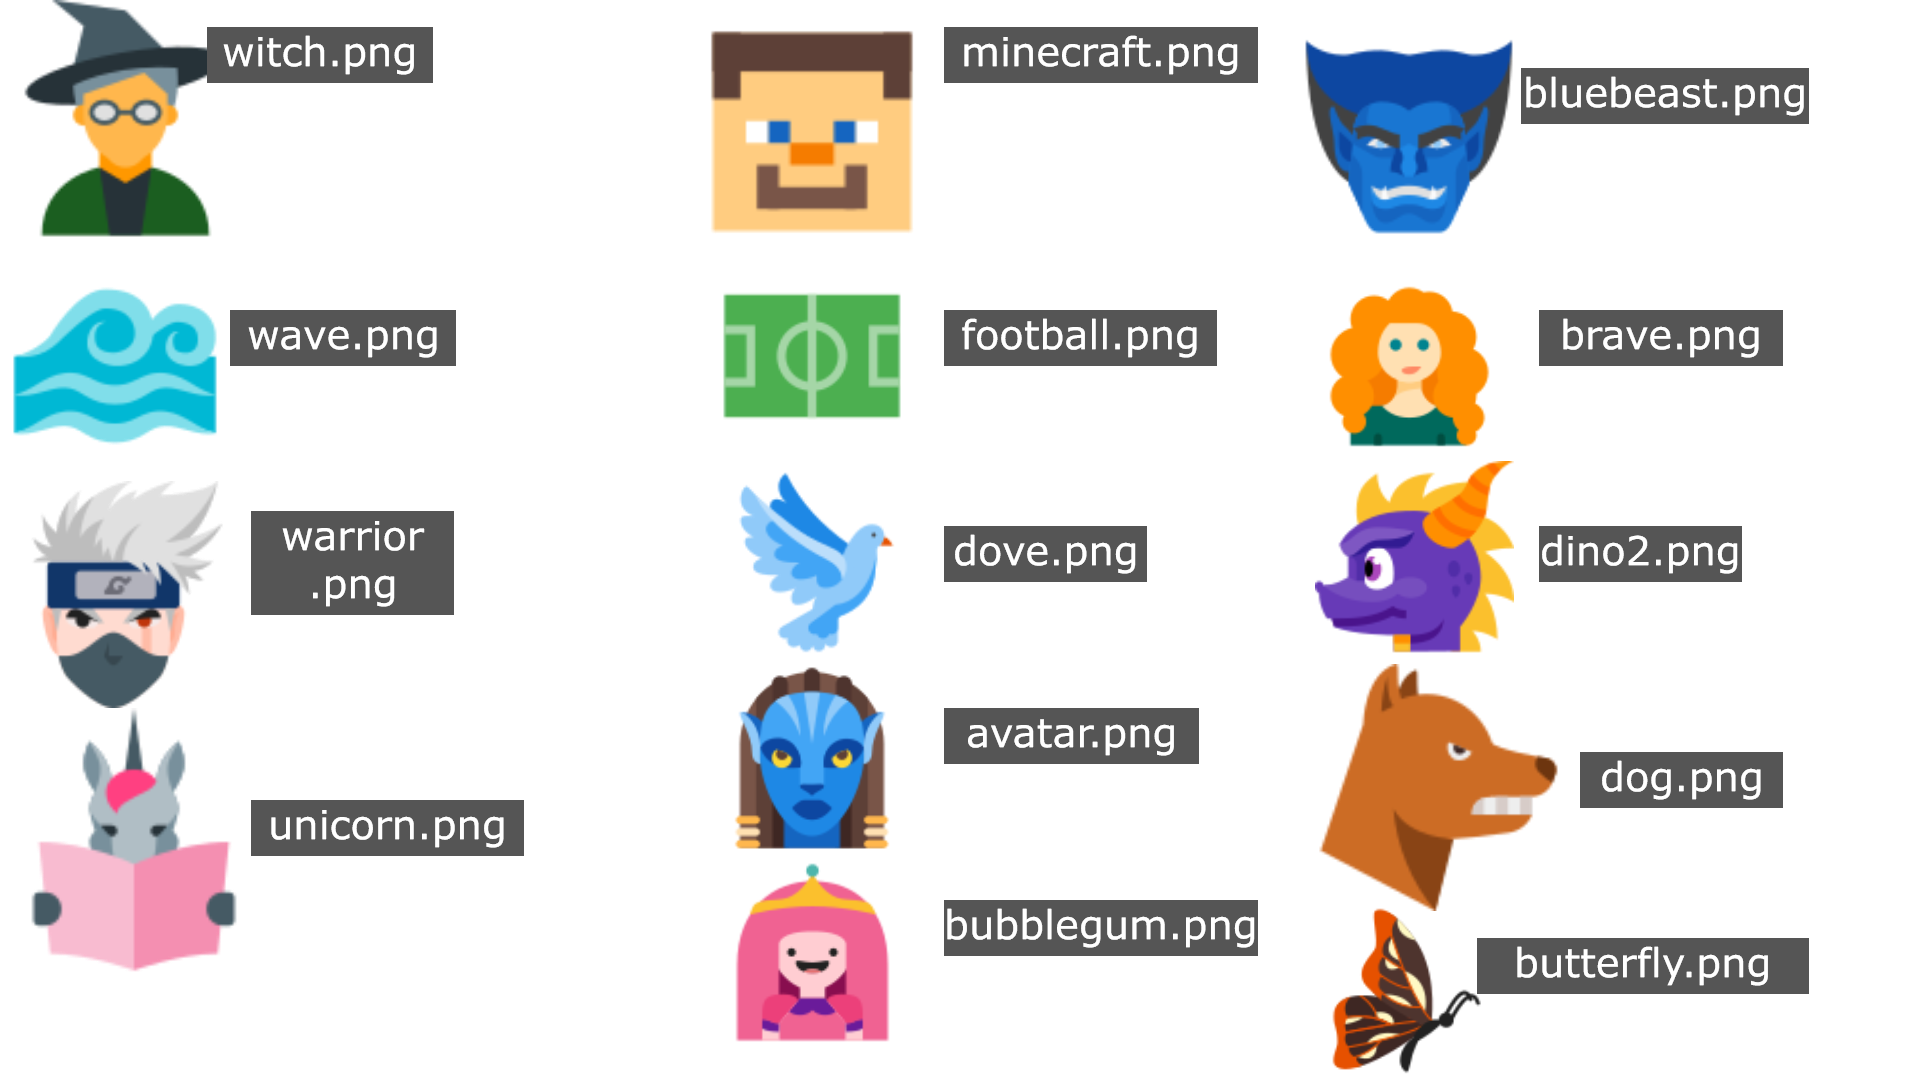 witch.png
minecraft.png
bluebeast.png
wave.png
football.png
brave.png
warrior
.png
dove.png
dino2.png
unicorn.png
avatar.png
dog.png
bubblegum.png
butterfly.png